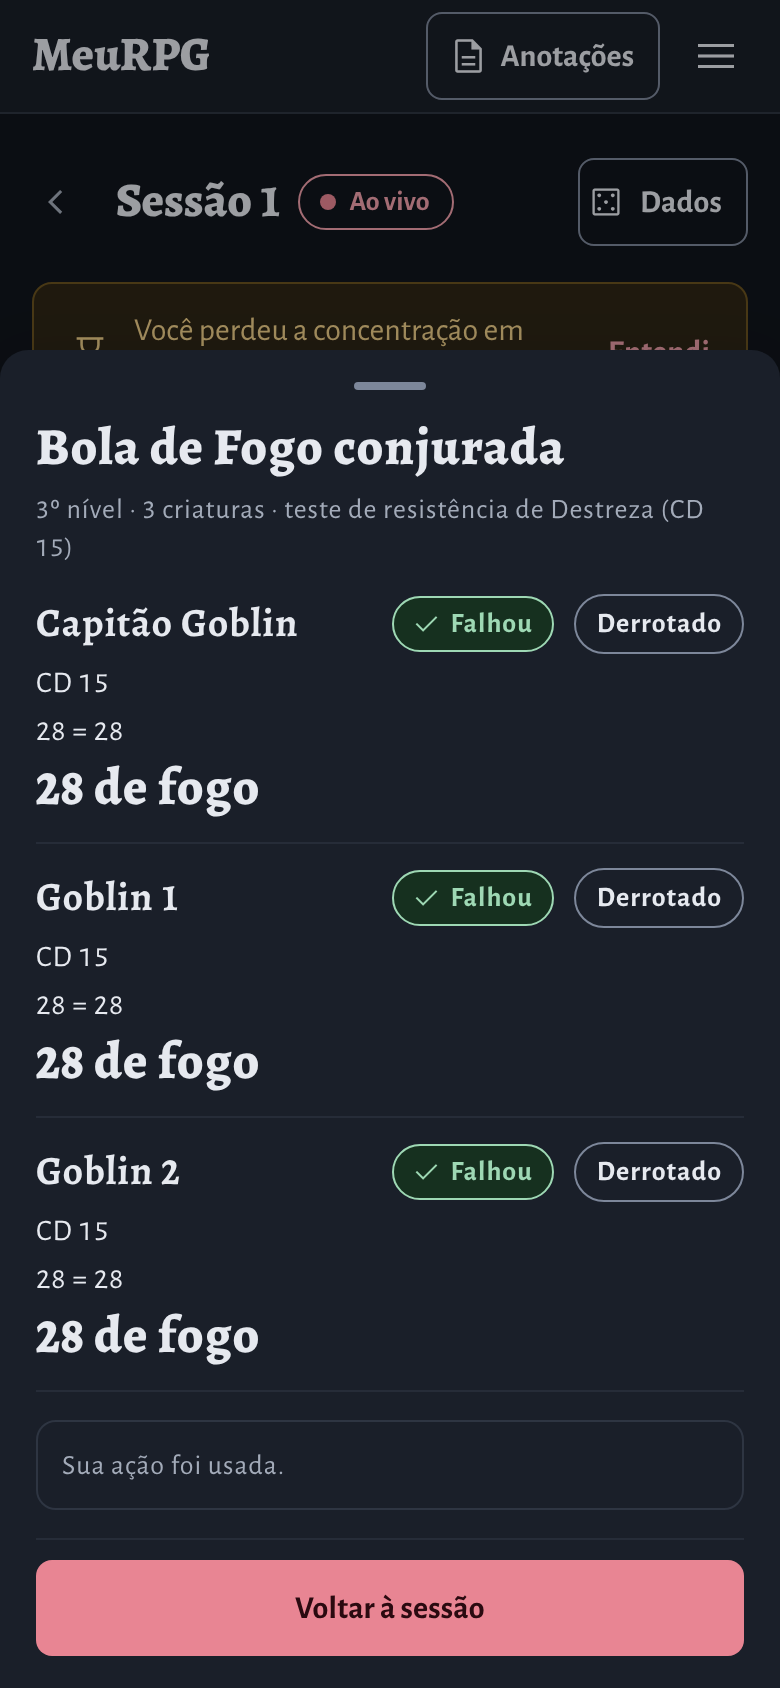 MeuRPG
Anotações
Sessão 1
Ao vivo
Dados
Você perdeu a concentração em
Entendi
Bola de Fogo conjurada
3º nível · 3 criaturas · teste de resistência de Destreza (CD
15)
Capitão Goblin
Falhou
Derrotado
CD 15
28 = 28
28 de fogo
Goblin 1
Falhou
Derrotado
CD 15
28 = 28
28 de fogo
Goblin 2
Falhou
Derrotado
CD 15
28 = 28
28 de fogo
Sua ação foi usada.
Voltar à sessão